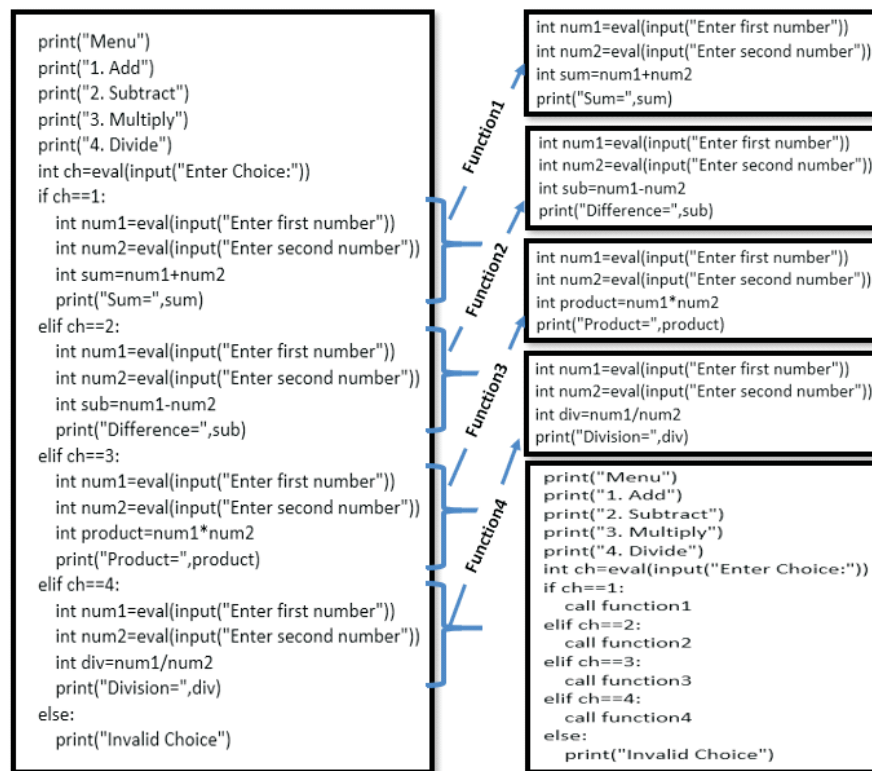 print("Menu")
print("1. Add")
print("2. Subtract")
print("3. Multiply")
print("4. Divide")
int ch=eval(input("Enter Choice:"))
if ch==1:
int num1=eval(input("Enter first number"))
int num2=eval(input("Enter second number"))
int sum=num1+num2
print("Sum=",sum)
elif ch==2:
int num1=eval(input("Enter first number"))
int num2=eval(input("Enter second number"))
int sub=num1-num2
print("Difference=",sub)
elif ch==3:
int num1=eval(input("Enter first number"))
int num2=eval(input("Enter second number"))
int product=num1*num2
print("Product=",product)
elif ch==4:
int num1=eval(input("Enter first number"))
int num2=eval(input("Enter second number"))
int div=num1/num2
print("Division=",div)
else:
print("Invalid Choice")
Function1
Function2
Function3
Function4
int num1=eval(input("Enter first number"))
int num2=eval(input("Enter second number"))
int sum=num1+num2
print("Sum=",sum)
int num1=eval(input("Enter first number"))
int num2=eval(input("Enter second number"))
int sub=num1-num2
print("Difference=",sub)
int num1=eval(input("Enter first number"))
int num2=eval(input("Enter second number"))
int product=num1*num2
print("Product=",product)
int num1=eval(input("Enter first number"))
int num2=eval(input("Enter second number"))
int div=num1/num2
print("Division=",div)
print("Menu")
print("1. Add")
print("2. Subtract")
print("3. Multiply")
print("4. Divide")
int ch=eval(input("Enter Choice:"))
if ch==1:
call function1
elif ch==2:
call function2
elif ch==3:
call function3
elif ch==4:
call function4
else:
print("Invalid Choice")